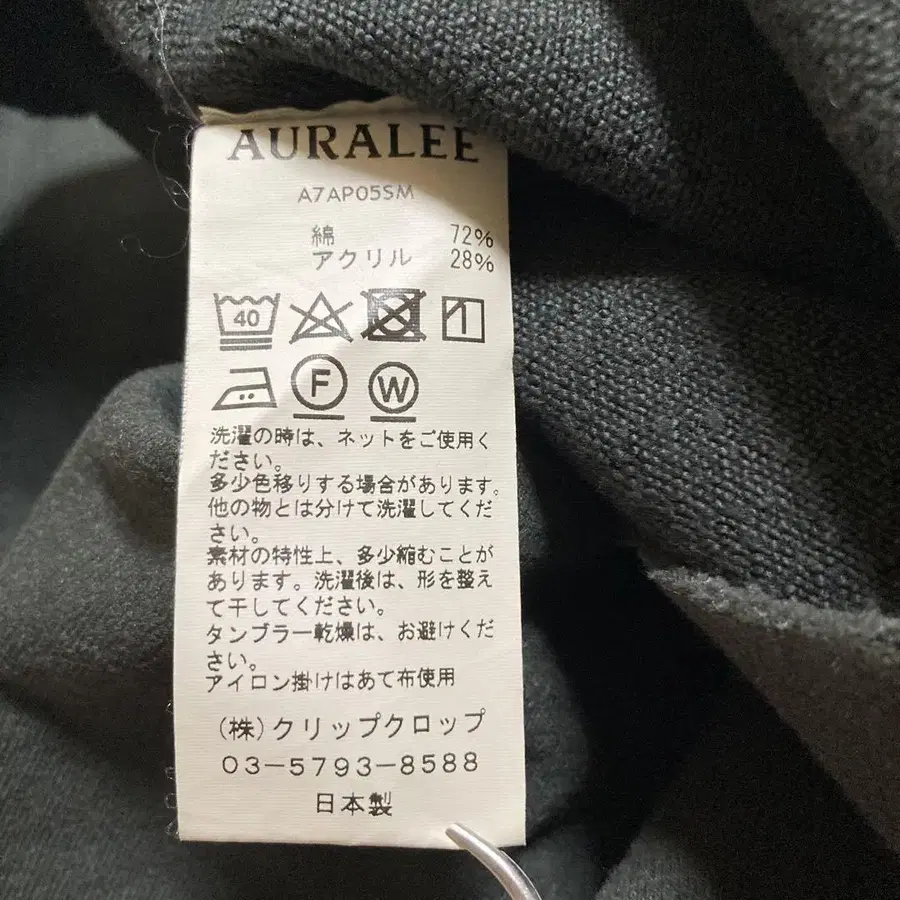 AURALEE
A7AP05SM
綿 72%
アクリル 28%
40
F W
洗濯の時は、ネットをご使用く
ださい。
多少色移りする場合があります。
他の物とは分けて洗濯してくだ
さい。
素材の特性上、多少縮むことが
あります。洗濯後は、形を整え
て干してください。
タンブラー乾燥は、お避けくだ
さい。
アイロン掛けはあて布使用
(株)クリップクロップ
03-5793-8588
日本製